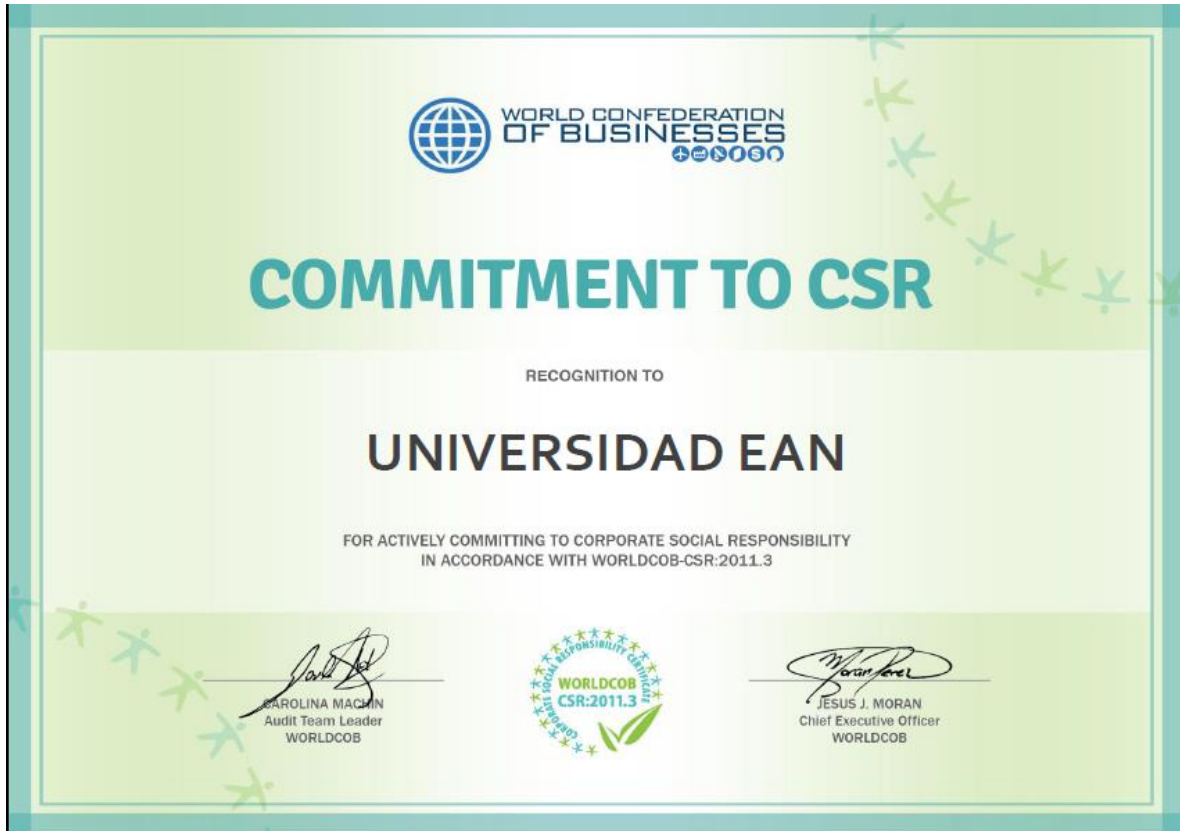 WORLD CONFEDERATION
OF BUSINESSES
COMMITMENT TO CSR
RECOGNITION TO
UNIVERSIDAD EAN
FOR ACTIVELY COMMITTING TO CORPORATE SOCIAL RESPONSIBILITY
IN ACCORDANCE WITH WORLDCOB-CSR:2011.3
CAROLINA MACHIN
Audit Team Leader
WORLDCOB
CORPORATE SOCIAL RESPONSIBILITY CERTIFICATE
WORLDCOB
CSR:2011.3
Moran Perez
JESUS J. MORAN
Chief Executive Officer
WORLDCOB